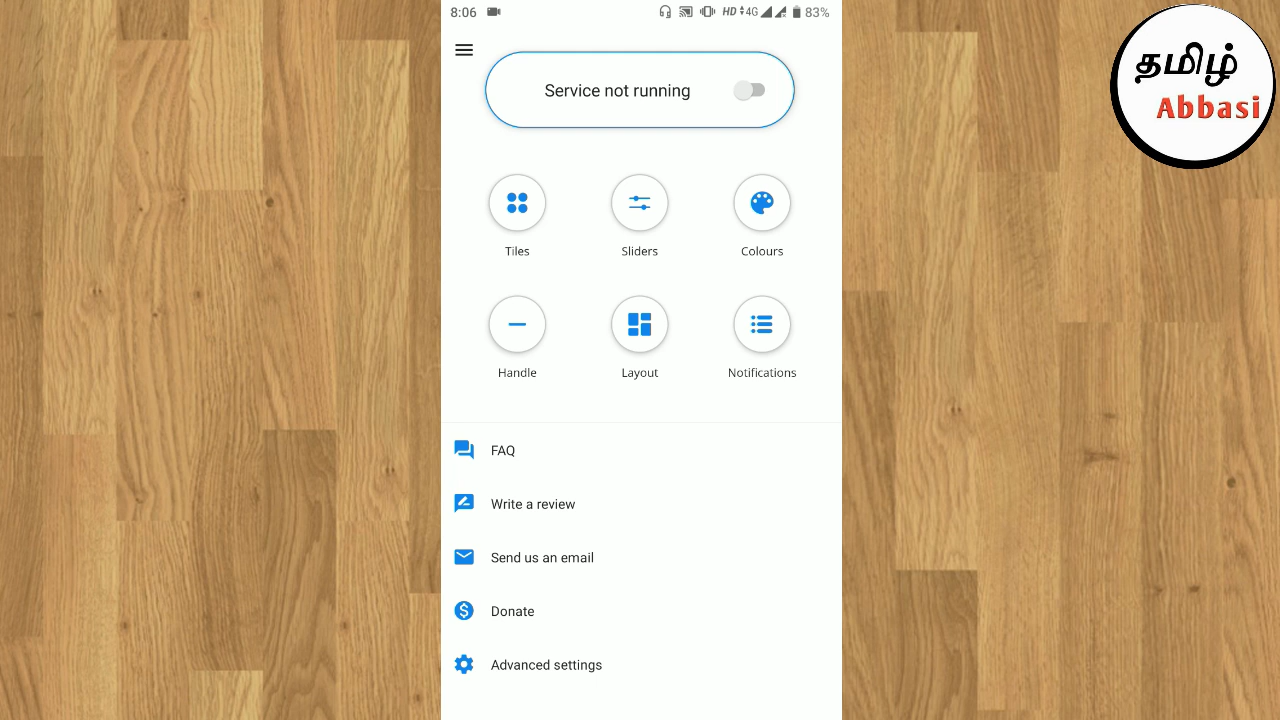 8:06
HD 4G 83%
தமிழ்
Abbasi
Service not running
Tiles
Sliders
Colours
Handle
Layout
Notifications
FAQ
Write a review
Send us an email
Donate
Advanced settings